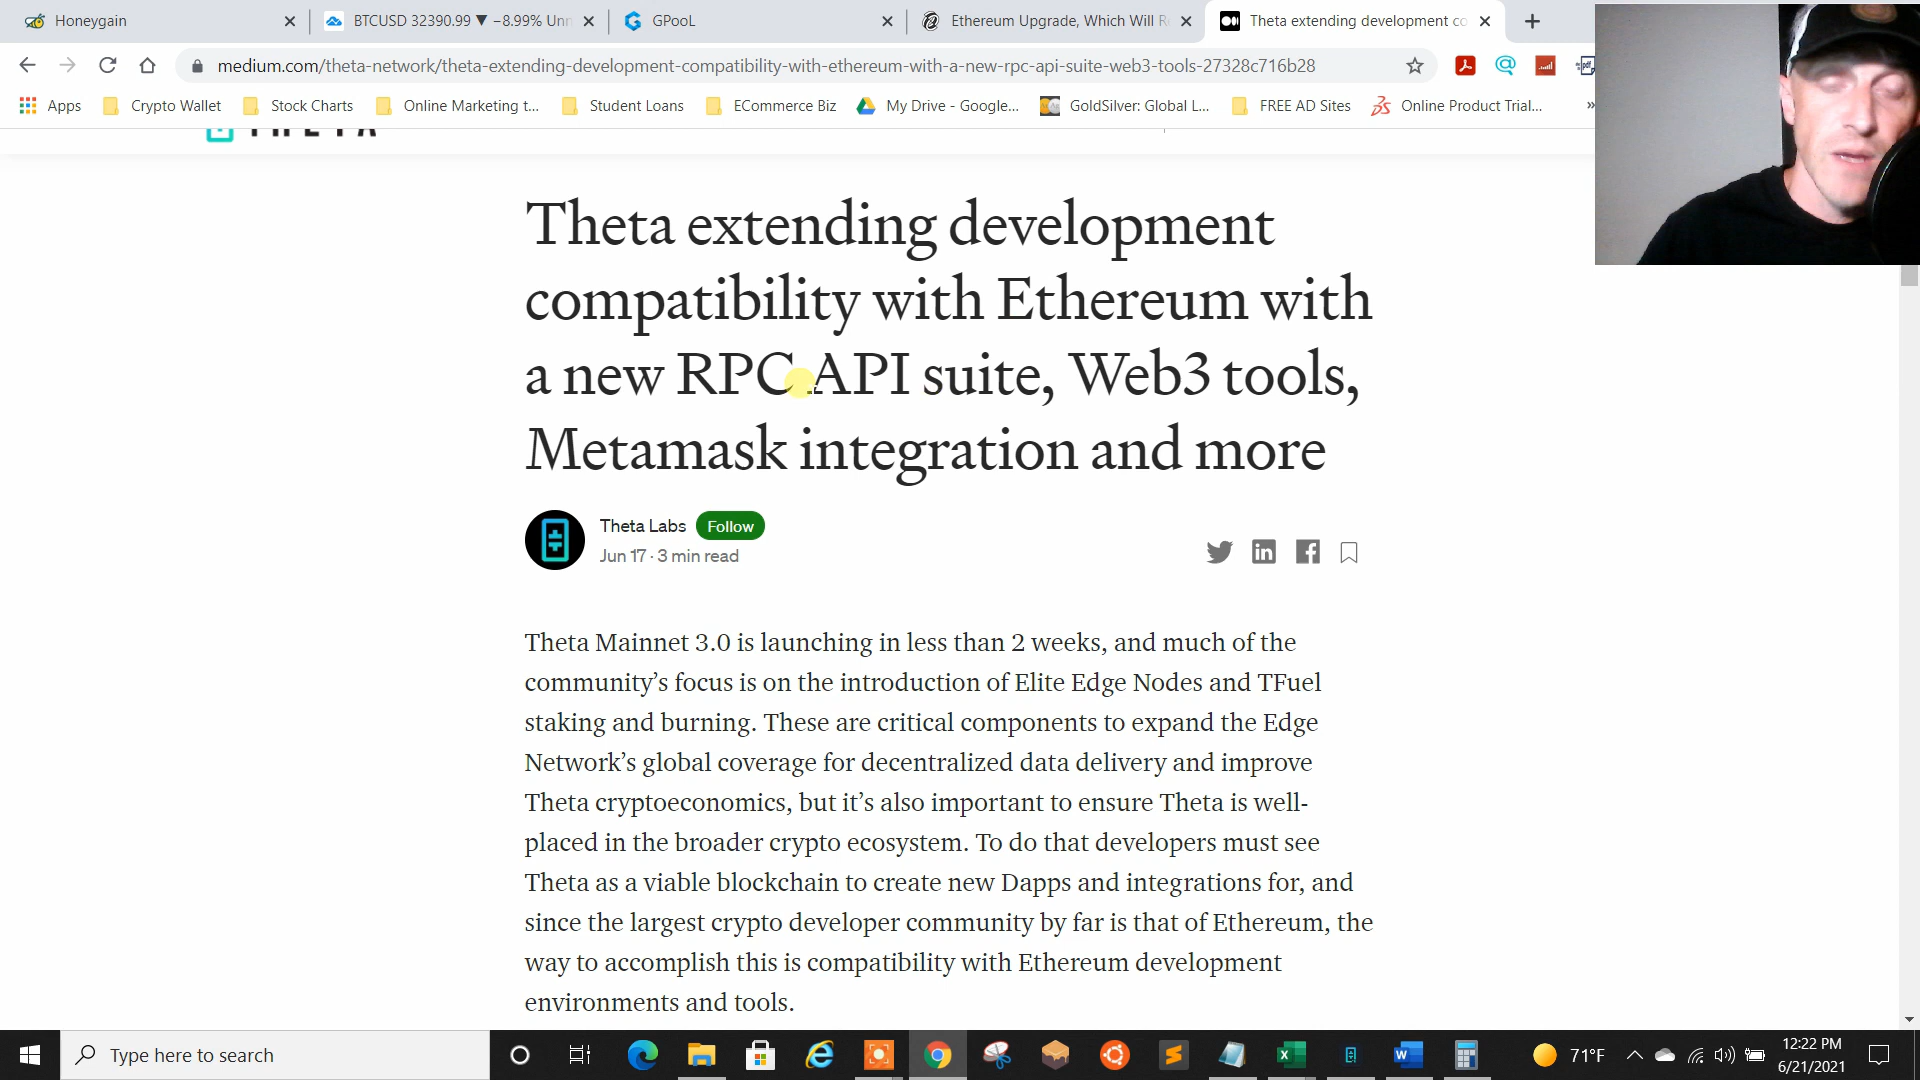 Honeygain
BTCUSD 32390.99 ▼ −8.99% Unn
GPooL
Ethereum Upgrade, Which Will R
Theta extending development co
medium.com/theta-network/theta-extending-development-compatibility-with-ethereum-with-a-new-rpc-api-suite-web3-tools-27328c716b28
Apps
Crypto Wallet
Stock Charts
Online Marketing t...
Student Loans
ECommerce Biz
My Drive - Google...
GoldSilver: Global L...
FREE AD Sites
Online Product Trial...
»
THETA
Theta extending development
compatibility with Ethereum with
a new RPC API suite, Web3 tools,
Metamask integration and more
Theta Labs Follow
Jun 17 · 3 min read
Theta Mainnet 3.0 is launching in less than 2 weeks, and much of the
community’s focus is on the introduction of Elite Edge Nodes and TFuel
staking and burning. These are critical components to expand the Edge
Network’s global coverage for decentralized data delivery and improve
Theta cryptoeconomics, but it’s also important to ensure Theta is well-
placed in the broader crypto ecosystem. To do that developers must see
Theta as a viable blockchain to create new Dapps and integrations for, and
since the largest crypto developer community by far is that of Ethereum, the
way to accomplish this is compatibility with Ethereum development
environments and tools.
Type here to search
71°F
12:22 PM
6/21/2021